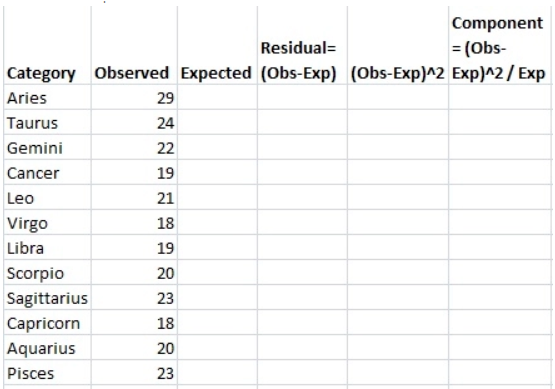 Category Observed Expected Residual= (Obs-Exp) (Obs-Exp)^2 Component = (Obs-Exp)^2 / Exp
Aries 29
Taurus 24
Gemini 22
Cancer 19
Leo 21
Virgo 18
Libra 19
Scorpio 20
Sagittarius 23
Capricorn 18
Aquarius 20
Pisces 23